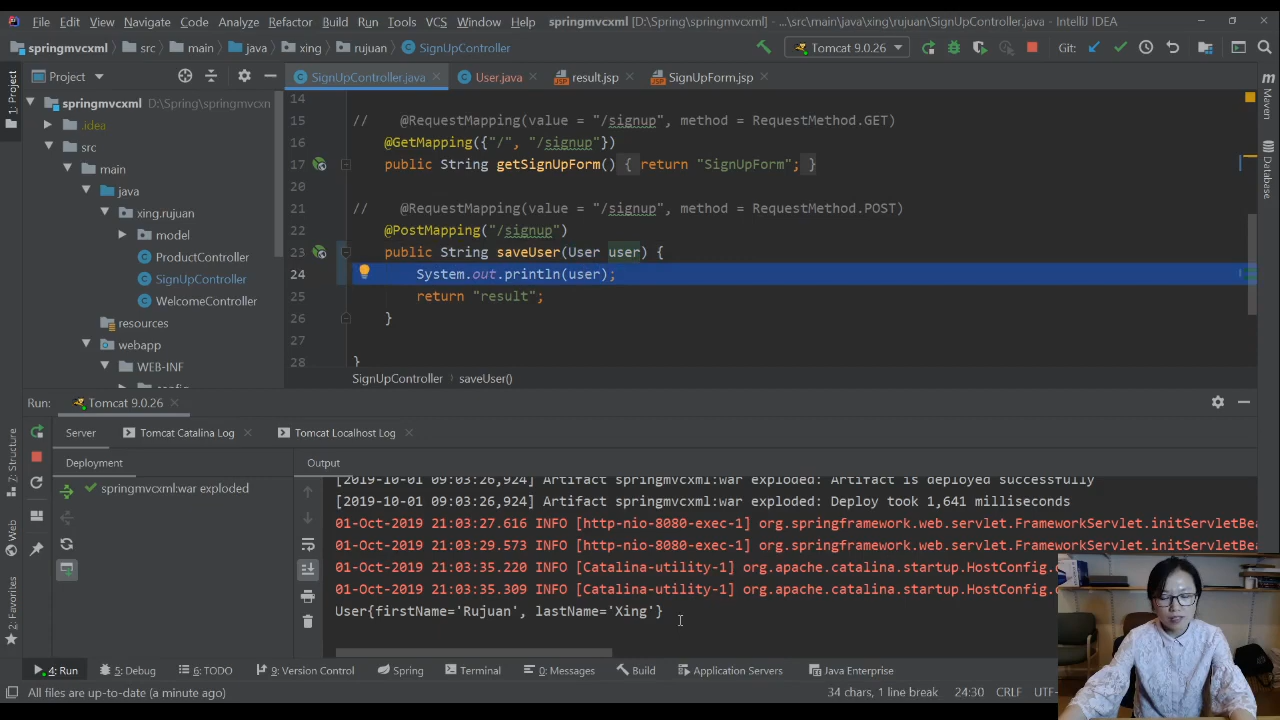 File Edit View Navigate Code Analyze Refactor Build Run Tools VCS Window Help springmvcxml [D:\Spring\springmvcxml] - ...\src\main\java\xing\rujuan\SignUpController.java - IntelliJ IDEA
springmvcxml src main java xing rujuan SignUpController Tomcat 9.0.26 Git:
Project SignUpController.java User.java result.jsp SignUpForm.jsp
1: Project
Maven
Database
springmvcxml D:\Spring\springmvcxn
.idea
src
main
java
xing.rujuan
model
ProductController
SignUpController
WelcomeController
resources
webapp
WEB-INF
14
15 // @RequestMapping(value = "/signup", method = RequestMethod.GET)
16 @GetMapping({"/", "/signup"})
17 public String getSignUpForm() { return "SignUpForm"; }
20
21 // @RequestMapping(value = "/signup", method = RequestMethod.POST)
22 @PostMapping("/signup")
23 public String saveUser(User user) {
24 System.out.println(user);
25 return "result";
26 }
27
28 }
SignUpController saveUser()
Run: Tomcat 9.0.26
Server Tomcat Catalina Log Tomcat Localhost Log
Deployment Output
springmvcxml:war exploded
7: Structure
Web
2: Favorites
[2019-10-01 09:03:26,924] Artifact springmvcxml:war exploded: Artifact is deployed successfully
[2019-10-01 09:03:26,924] Artifact springmvcxml:war exploded: Deploy took 1,641 milliseconds
01-Oct-2019 21:03:27.616 INFO [http-nio-8080-exec-1] org.springframework.web.servlet.FrameworkServlet.initServletBea
01-Oct-2019 21:03:29.573 INFO [http-nio-8080-exec-1] org.springframework.web.servlet.FrameworkServlet.initServletBea
01-Oct-2019 21:03:35.220 INFO [Catalina-utility-1] org.apache.catalina.startup.HostConfig.
01-Oct-2019 21:03:35.309 INFO [Catalina-utility-1] org.apache.catalina.startup.HostConfig.
User{firstName='Rujuan', lastName='Xing'}
4: Run 5: Debug 6: TODO 9: Version Control Spring Terminal 0: Messages Build Application Servers Java Enterprise
All files are up-to-date (a minute ago) 34 chars, 1 line break 24:30 CRLF UTF-